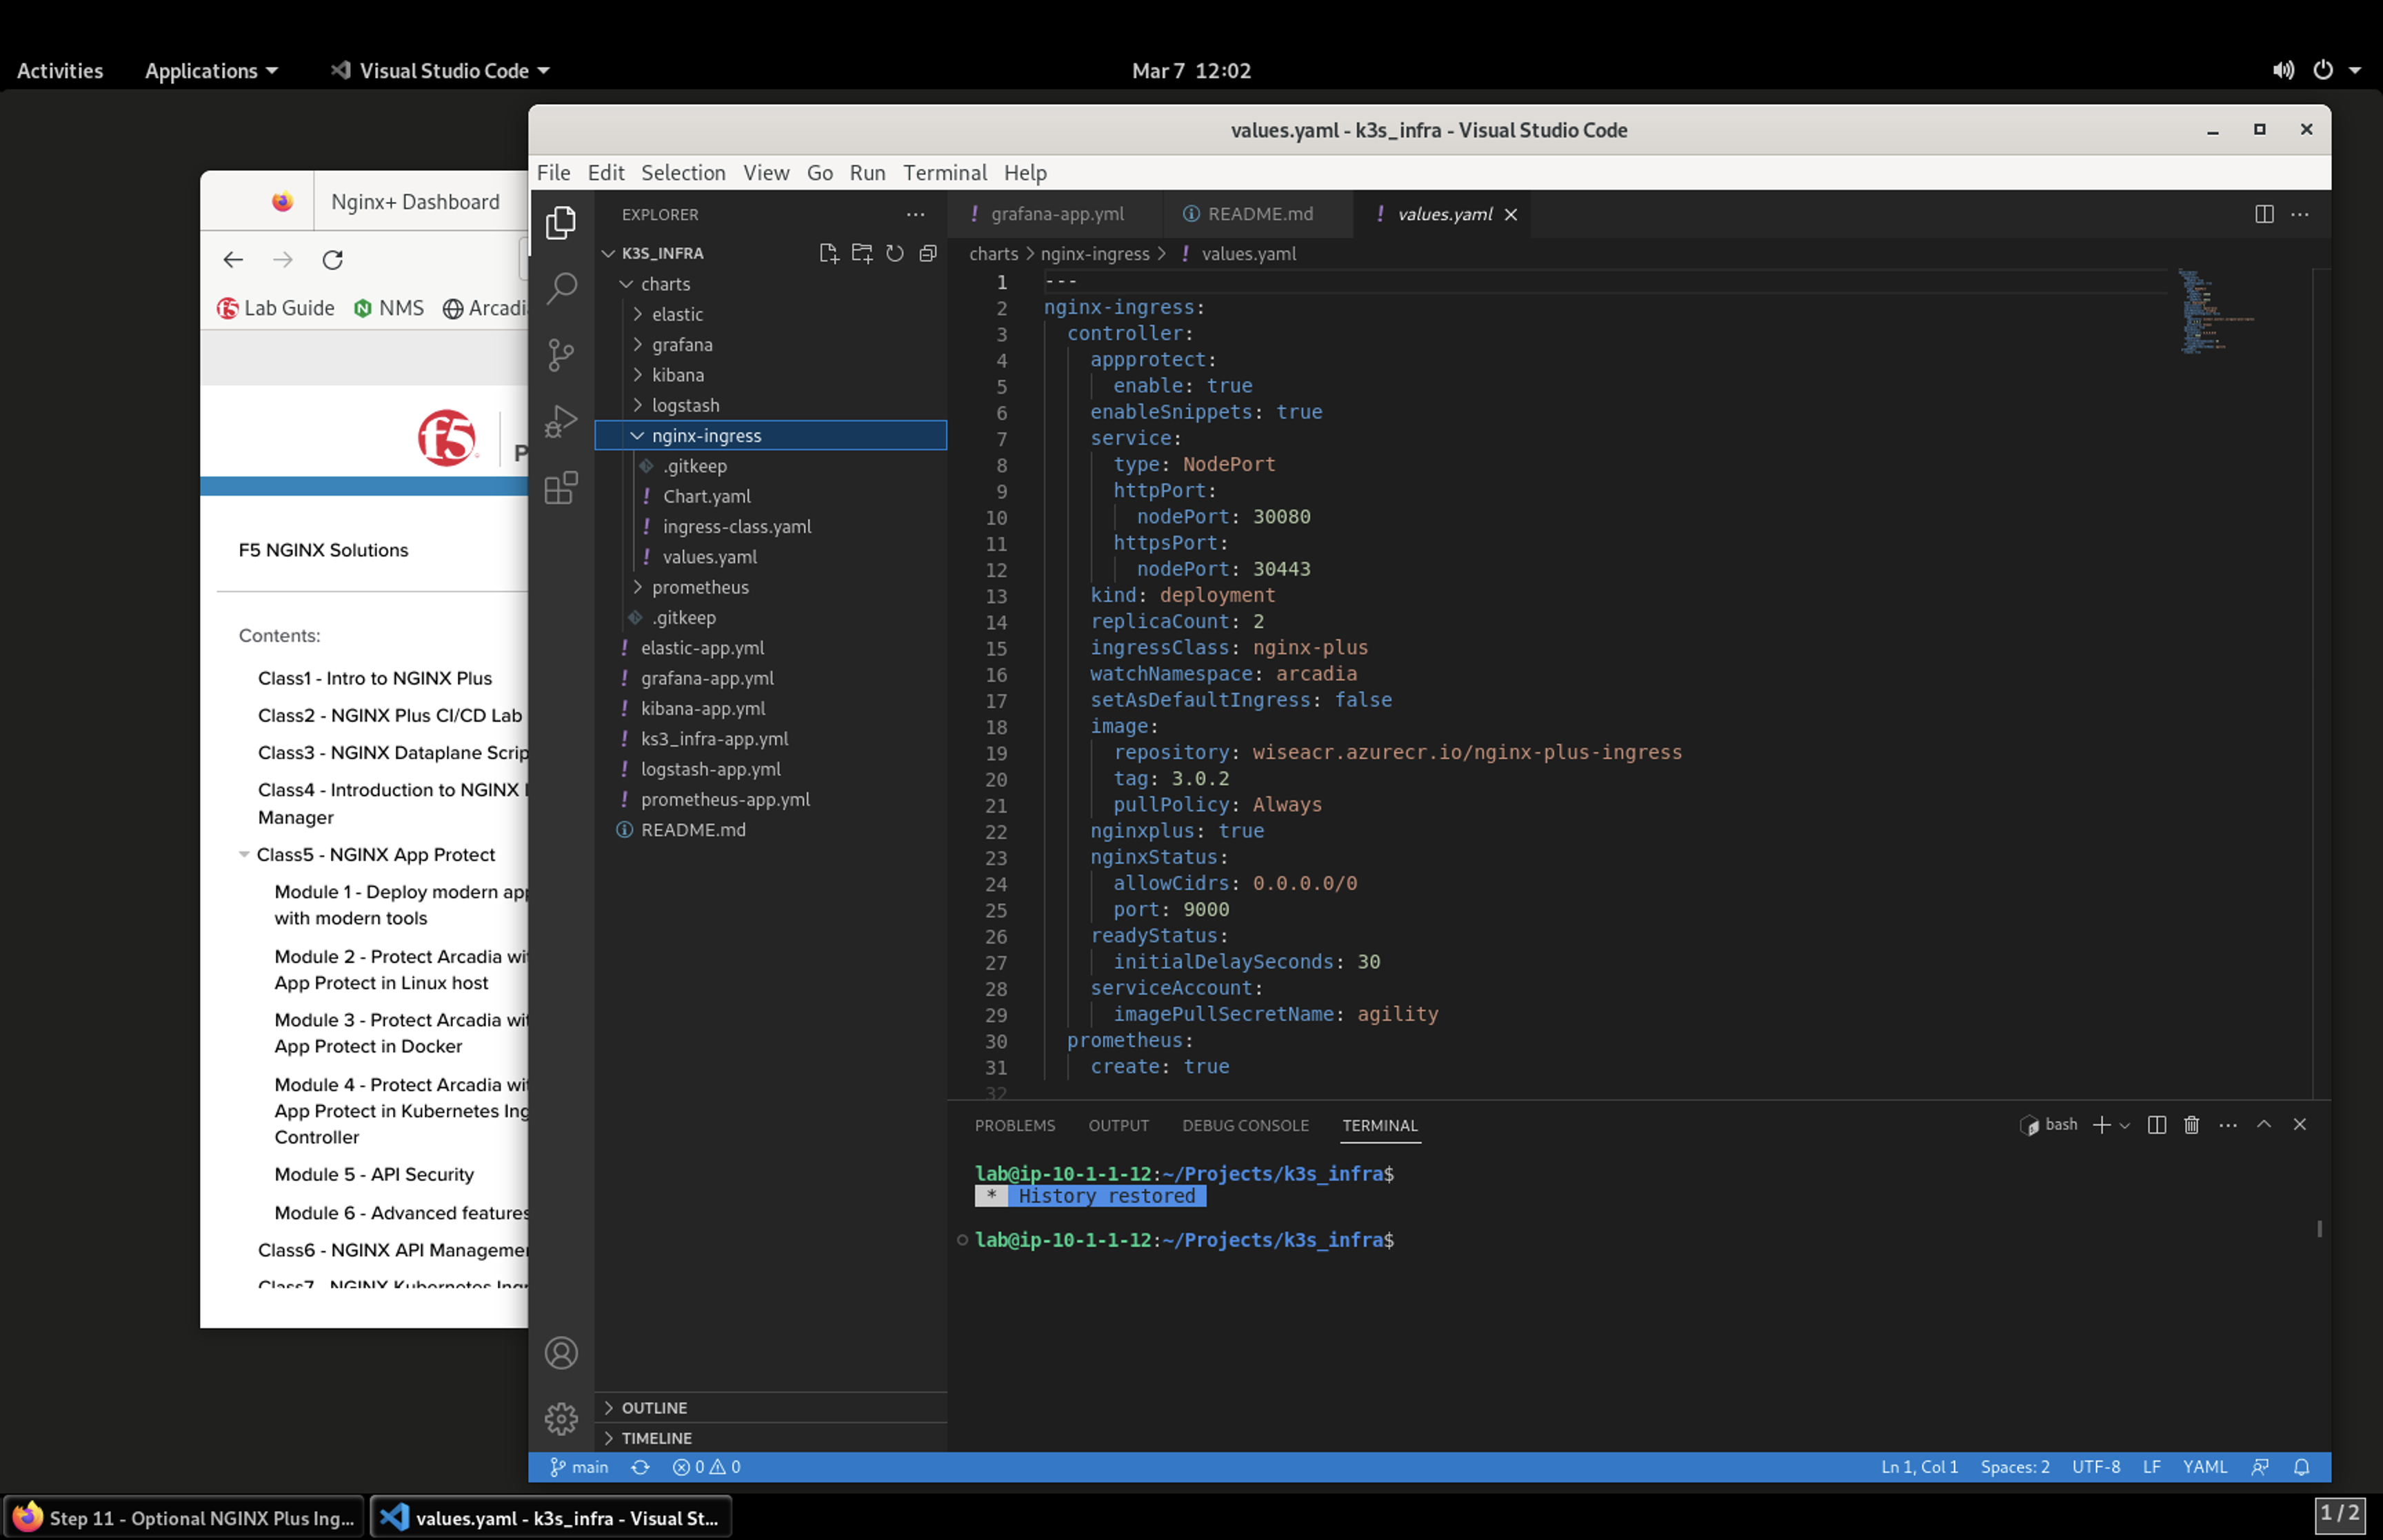 Activities Applications Visual Studio Code Mar 7 12:02
values.yaml - k3s_infra - Visual Studio Code
File Edit Selection View Go Run Terminal Help
Nginx+ Dashboard
Lab Guide NMS Arcadi
f5
P
F5 NGINX Solutions
Contents:
Class1 - Intro to NGINX Plus
Class2 - NGINX Plus CI/CD Lab
Class3 - NGINX Dataplane Scrip
Class4 - Introduction to NGINX
Manager
Class5 - NGINX App Protect
Module 1 - Deploy modern app
with modern tools
Module 2 - Protect Arcadia wi
App Protect in Linux host
Module 3 - Protect Arcadia wi
App Protect in Docker
Module 4 - Protect Arcadia wi
App Protect in Kubernetes Ing
Controller
Module 5 - API Security
Module 6 - Advanced features
Class6 - NGINX API Manageme
Class7 - NGINX Kubernetes Ingr
EXPLORER
K3S_INFRA
charts
elastic
grafana
kibana
logstash
nginx-ingress
.gitkeep
! Chart.yaml
! ingress-class.yaml
! values.yaml
prometheus
.gitkeep
! elastic-app.yml
! grafana-app.yml
! kibana-app.yml
! ks3_infra-app.yml
! logstash-app.yml
! prometheus-app.yml
README.md
OUTLINE
TIMELINE
! grafana-app.yml README.md ! values.yaml
charts > nginx-ingress > ! values.yaml
1 ---
2 nginx-ingress:
3 controller:
4 appprotect:
5 enable: true
6 enableSnippets: true
7 service:
8 type: NodePort
9 httpPort:
10 nodePort: 30080
11 httpsPort:
12 nodePort: 30443
13 kind: deployment
14 replicaCount: 2
15 ingressClass: nginx-plus
16 watchNamespace: arcadia
17 setAsDefaultIngress: false
18 image:
19 repository: wiseacr.azurecr.io/nginx-plus-ingress
20 tag: 3.0.2
21 pullPolicy: Always
22 nginxplus: true
23 nginxStatus:
24 allowCidrs: 0.0.0.0/0
25 port: 9000
26 readyStatus:
27 initialDelaySeconds: 30
28 serviceAccount:
29 imagePullSecretName: agility
30 prometheus:
31 create: true
32
PROBLEMS OUTPUT DEBUG CONSOLE TERMINAL bash
lab@ip-10-1-1-12:~/Projects/k3s_infra$
* History restored
lab@ip-10-1-1-12:~/Projects/k3s_infra$
main 0 0 Ln 1, Col 1 Spaces: 2 UTF-8 LF YAML
Step 11 - Optional NGINX Plus Ing... values.yaml - k3s_infra - Visual St... 1 / 2